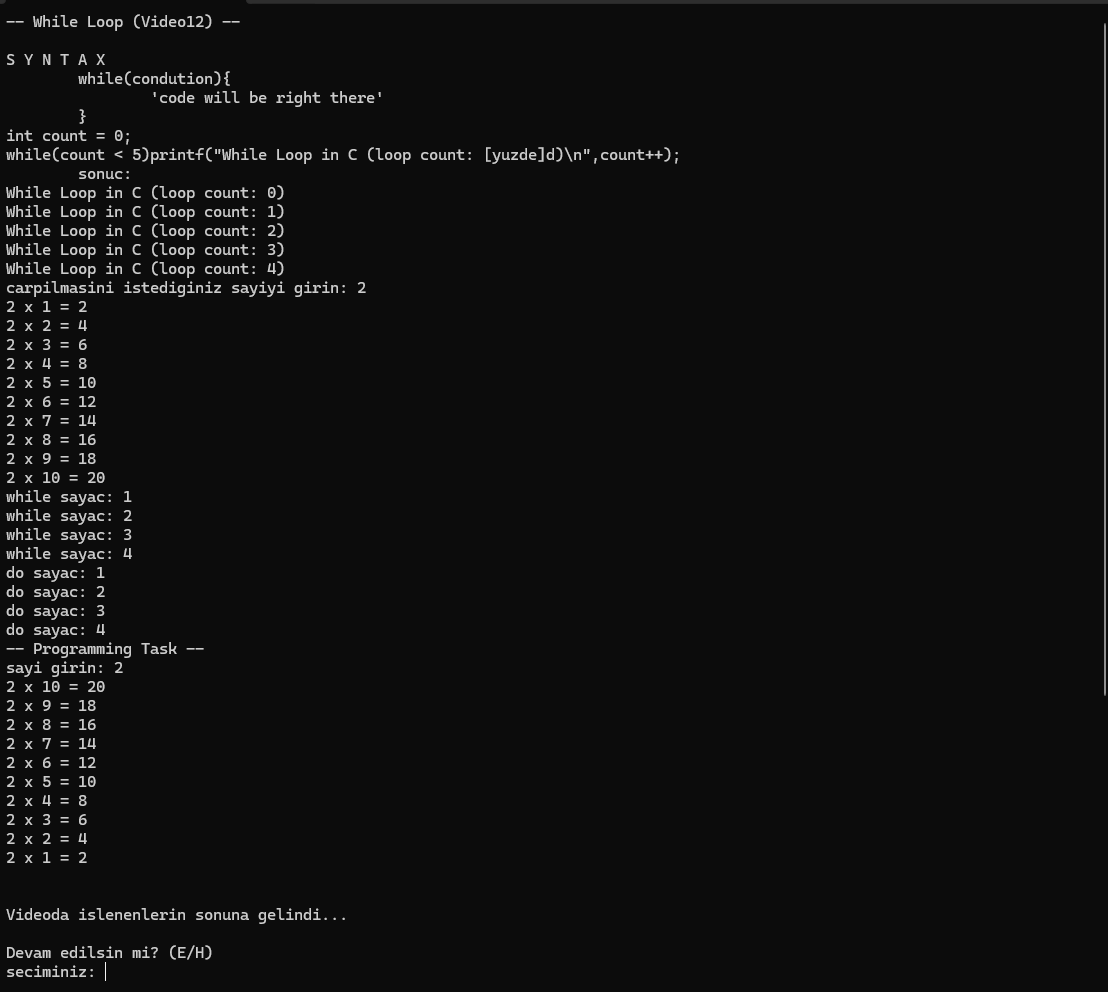 -- While Loop (Video12) --
S Y N T A X
while(condution){
'code will be right there'
}
int count = 0;
while(count < 5)printf("While Loop in C (loop count: [yuzde]d)\n",count++);
sonuc:
While Loop in C (loop count: 0)
While Loop in C (loop count: 1)
While Loop in C (loop count: 2)
While Loop in C (loop count: 3)
While Loop in C (loop count: 4)
carpilmasini istediginiz sayiyi girin: 2
2 x 1 = 2
2 x 2 = 4
2 x 3 = 6
2 x 4 = 8
2 x 5 = 10
2 x 6 = 12
2 x 7 = 14
2 x 8 = 16
2 x 9 = 18
2 x 10 = 20
while sayac: 1
while sayac: 2
while sayac: 3
while sayac: 4
do sayac: 1
do sayac: 2
do sayac: 3
do sayac: 4
-- Programming Task --
sayi girin: 2
2 x 10 = 20
2 x 9 = 18
2 x 8 = 16
2 x 7 = 14
2 x 6 = 12
2 x 5 = 10
2 x 4 = 8
2 x 3 = 6
2 x 2 = 4
2 x 1 = 2
Videoda islenenlerin sonuna gelindi...
Devam edilsin mi? (E/H)
seciminiz: